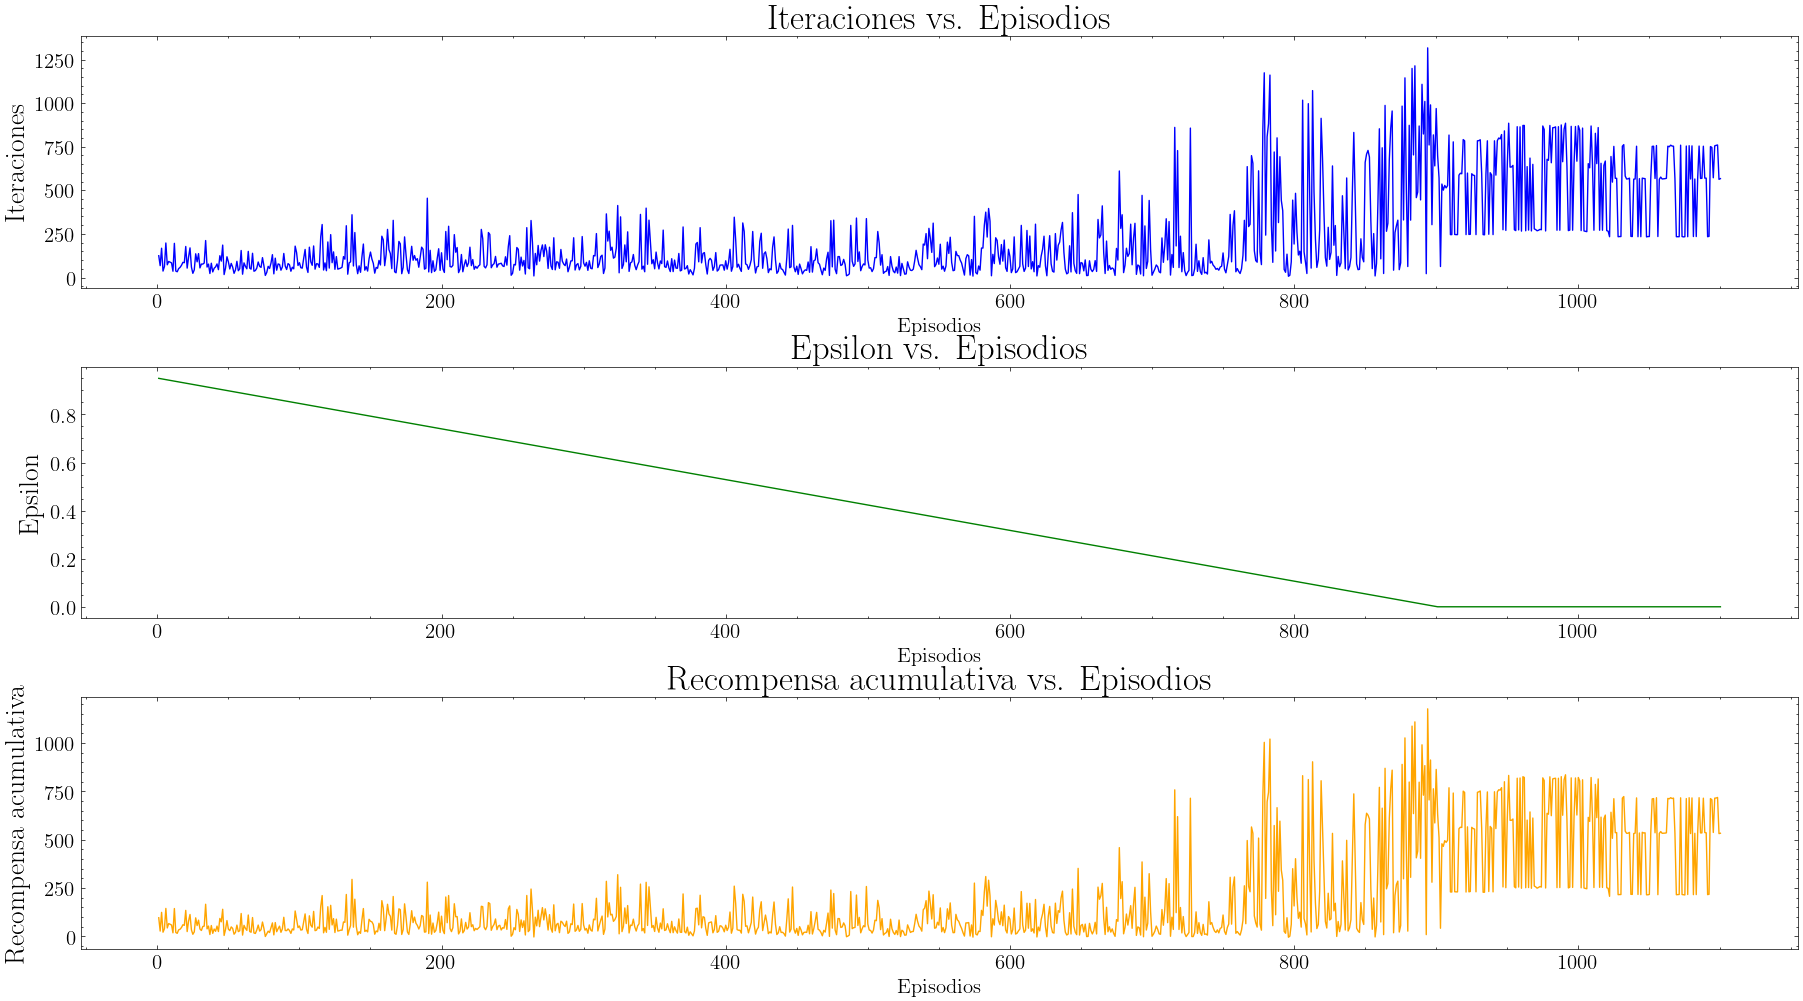 Iteraciones vs. Episodios
Iteraciones
1250
1000
750
500
250
0
0 200 400 600 800 1000
Episodios
Epsilon vs. Episodios
Epsilon
0.8
0.6
0.4
0.2
0.0
0 200 400 600 800 1000
Episodios
Recompensa acumulativa vs. Episodios
Recompensa acumulativa
1000
750
500
250
0
0 200 400 600 800 1000
Episodios